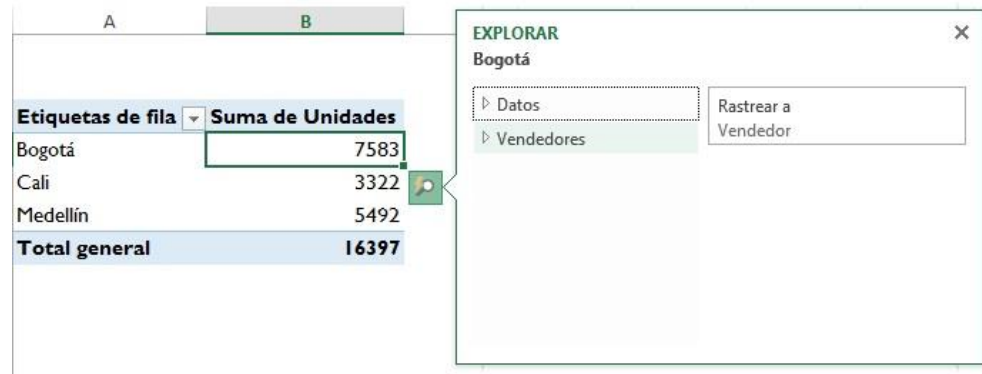 A B
Etiquetas de fila Suma de Unidades
Bogotá 7583
Cali 3322
Medellín 5492
Total general 16397
EXPLORAR
Bogotá
Datos
Vendedores
Rastrear a
Vendedor